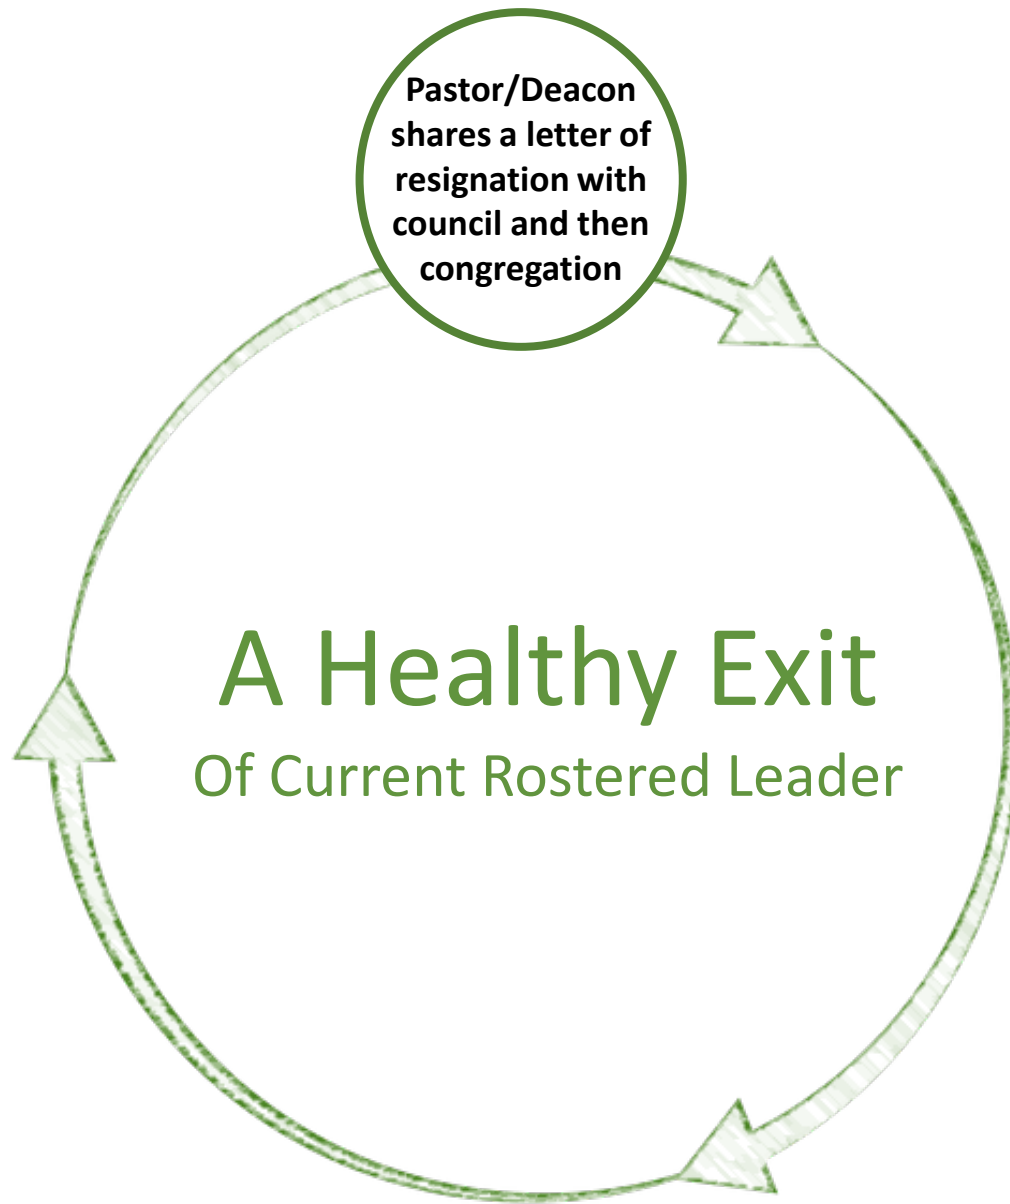 Pastor/Deacon
shares a letter of
resignation with
council and then
congregation
A Healthy Exit
Of Current Rostered Leader